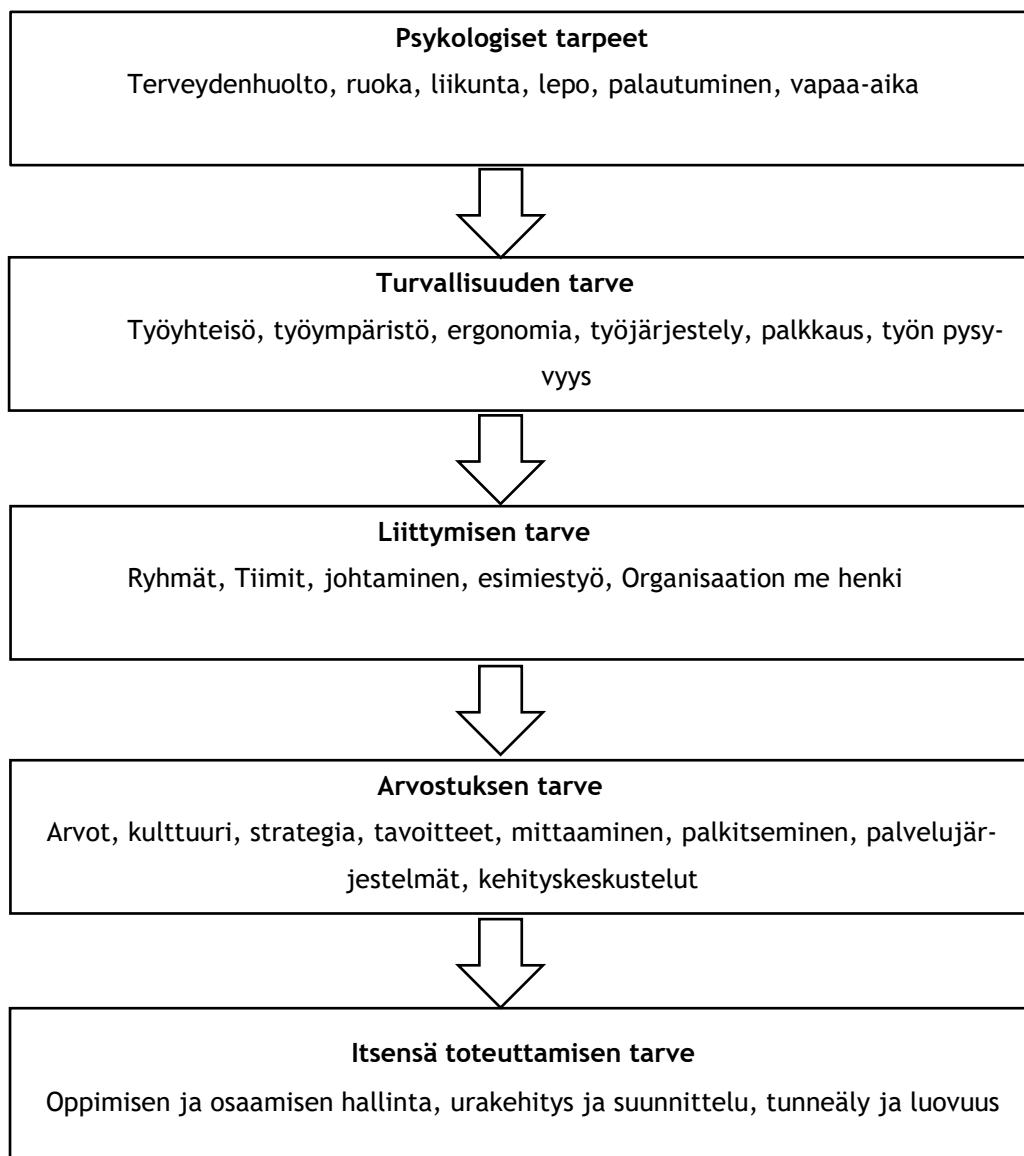 Psykologiset tarpeet
Terveydenhuolto, ruoka, liikunta, lepo, palautuminen, vapaa-aika
Turvallisuuden tarve
Työyhteisö, työympäristö, ergonomia, työjärjestely, palkkaus, työn pysy-
vyys
Liittymisen tarve
Ryhmät, Tiimit, johtaminen, esimiestyö, Organisaation me henki
Arvostuksen tarve
Arvot, kulttuuri, strategia, tavoitteet, mittaaminen, palkitseminen, palvelujär-
jestelmät, kehityskeskustelut
Itsensä toteuttamisen tarve
Oppimisen ja osaamisen hallinta, urakehitys ja suunnittelu, tunneäly ja luovuus